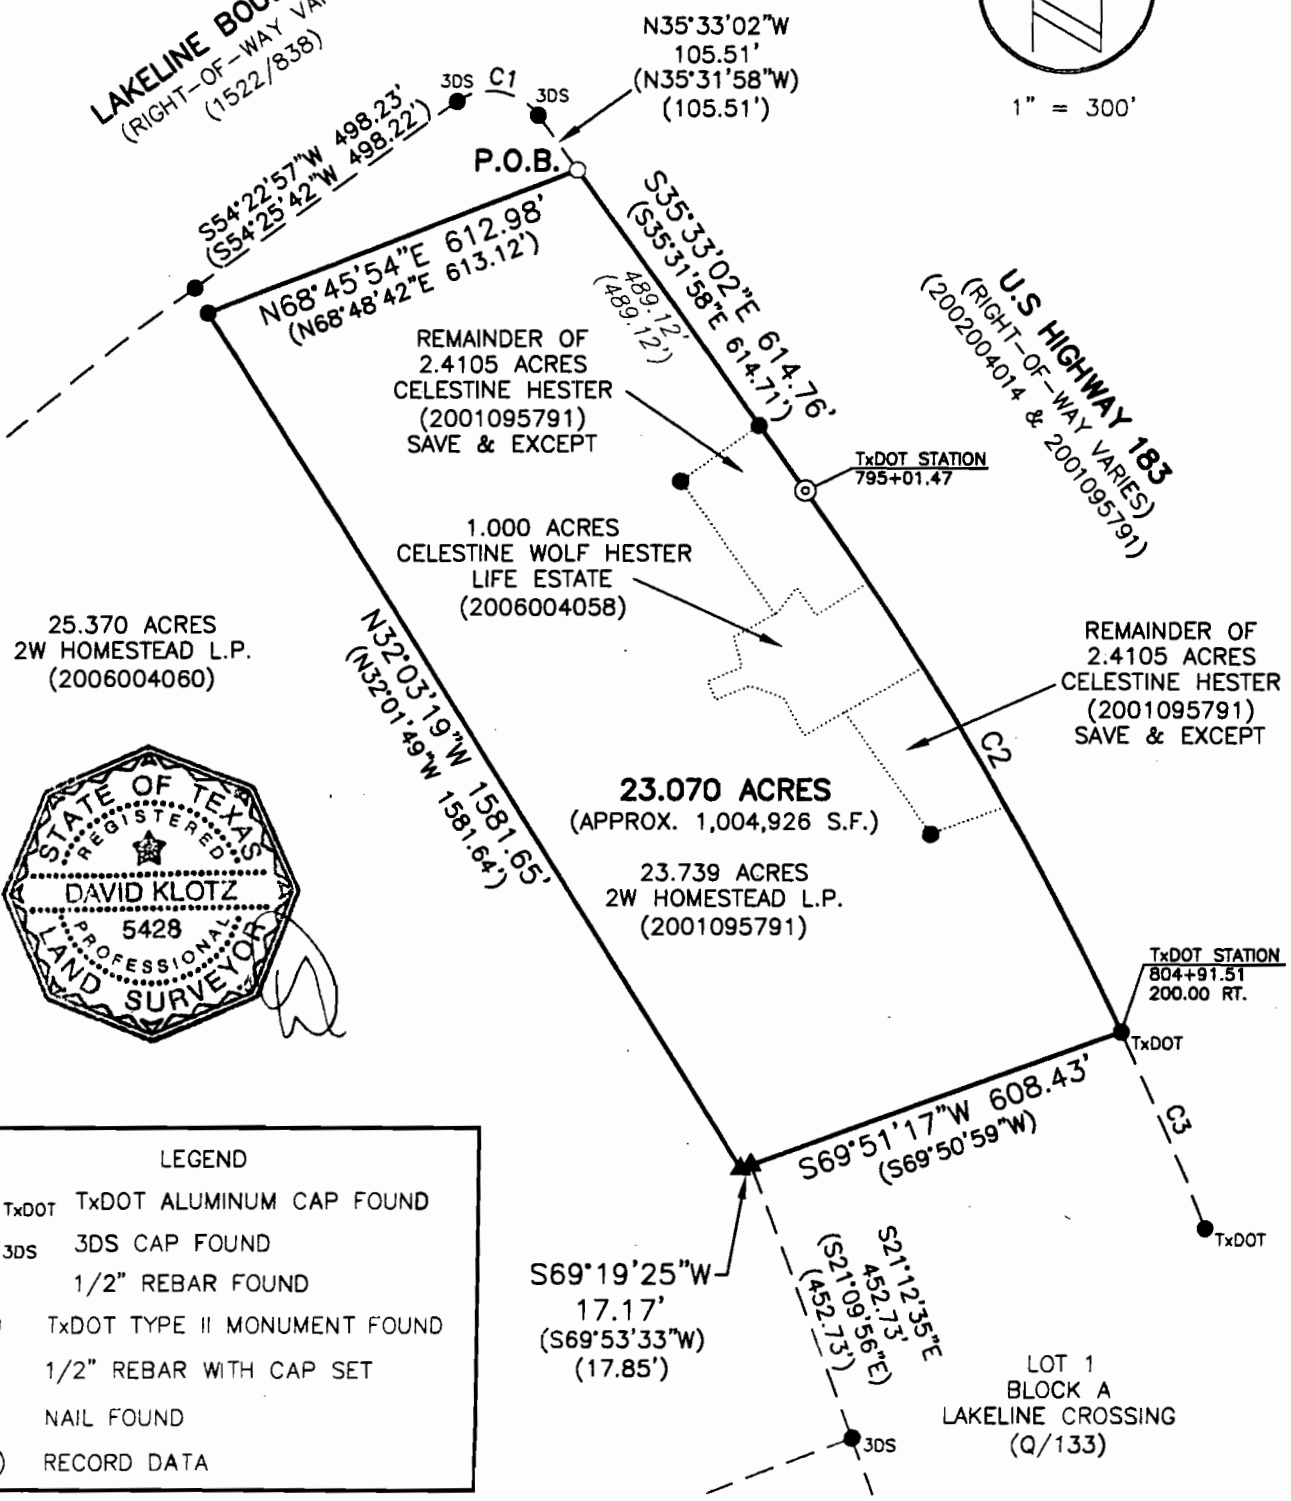 LAKELINE
(RIGHT-OF-WAY
(1522/838)
N35°33'02"W
105.51'
(N35°31'58"W)
(105.51')
1" = 300'
3DS
C1
3DS
S54°22'57"W 498.23'
(S54°25'42"W 498.22')
P.O.B.
N68°45'54"E 612.98'
(N68°48'42"E 613.12')
S35°33'02"E 614.76'
(S35°31'58"E 614.71')
489.12'
(489.12')
U.S HIGHWAY 183
(RIGHT-OF-WAY VARIES)
(2002004014 & 2001095791)
REMAINDER OF
2.4105 ACRES
CELESTINE HESTER
(2001095791)
SAVE & EXCEPT
TxDOT STATION
795+01.47
1.000 ACRES
CELESTINE WOLF HESTER
LIFE ESTATE
(2006004058)
25.370 ACRES
2W HOMESTEAD L.P.
(2006004060)
N32°03'19"W 1581.65'
(N32°01'49"W 1581.64')
REMAINDER OF
2.4105 ACRES
CELESTINE HESTER
(2001095791)
SAVE & EXCEPT
C2
23.070 ACRES
(APPROX. 1,004,926 S.F.)
23.739 ACRES
2W HOMESTEAD L.P.
(2001095791)
STATE OF TEXAS
REGISTERED
DAVID KLOTZ
5428
PROFESSIONAL
LAND SURVEYOR
TxDOT STATION
804+91.51
200.00 RT.
TxDOT
S69°51'17"W 608.43'
(S69°50'59"W)
C3
TxDOT
S69°19'25"W
17.17'
(S69°53'33"W)
(17.85')
S21°12'35"E
452.73'
(S21°09'56"E)
(452.73')
3DS
LOT 1
BLOCK A
LAKELINE CROSSING
(Q/133)
LEGEND
TxDOT TxDOT ALUMINUM CAP FOUND
3DS 3DS CAP FOUND
1/2" REBAR FOUND
TxDOT TYPE II MONUMENT FOUND
1/2" REBAR WITH CAP SET
NAIL FOUND
) RECORD DATA